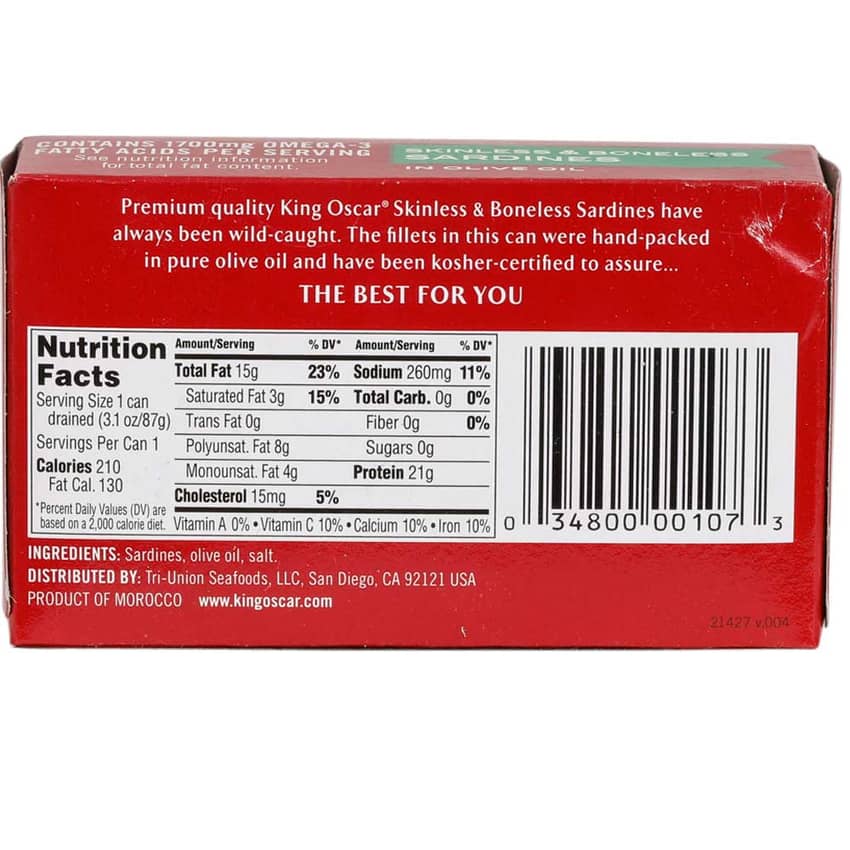 CONTAINS 1700mg OMEGA-3
FATTY ACIDS PER SERVING
See nutrition information
for total fat content.
SKINLESS & BONELESS
SARDINES
IN OLIVE OIL
Premium quality King Oscar® Skinless & Boneless Sardines have
always been wild-caught. The fillets in this can were hand-packed
in pure olive oil and have been kosher-certified to assure...
THE BEST FOR YOU
Nutrition
Facts
Serving Size 1 can
drained (3.1 oz/87g)
Servings Per Can 1
Calories 210
Fat Cal. 130
*Percent Daily Values (DV) are
based on a 2,000 calorie diet.
Amount/Serving % DV* Amount/Serving % DV*
Total Fat 15g 23% Sodium 260mg 11%
Saturated Fat 3g 15% Total Carb. 0g 0%
Trans Fat 0g Fiber 0g 0%
Polyunsat. Fat 8g Sugars 0g
Monounsat. Fat 4g Protein 21g
Cholesterol 15mg 5%
Vitamin A 0% • Vitamin C 10% • Calcium 10% • Iron 10%
0 34800 00107 3
INGREDIENTS: Sardines, olive oil, salt.
DISTRIBUTED BY: Tri-Union Seafoods, LLC, San Diego, CA 92121 USA
PRODUCT OF MOROCCO www.kingoscar.com
21427 v.004